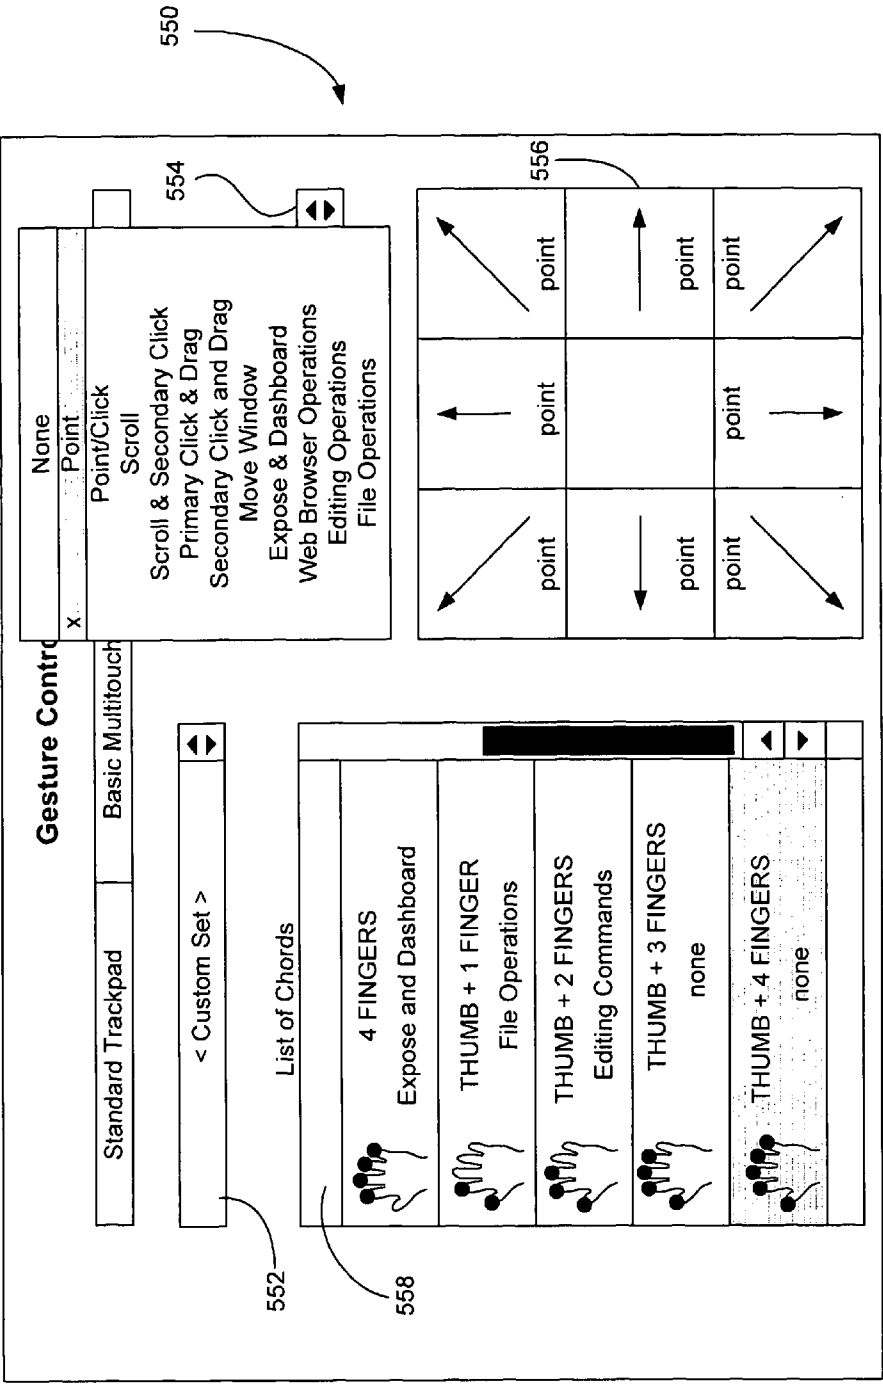 550
Gesture Contro
Standard Trackpad
Basic Multitouch
< Custom Set >
552
List of Chords
558
4 FINGERS
Expose and Dashboard
THUMB + 1 FINGER
File Operations
THUMB + 2 FINGERS
Editing Commands
THUMB + 3 FINGERS
none
THUMB + 4 FINGERS
none
None
x Point
Point/Click
Scroll
Scroll & Secondary Click
Primary Click & Drag
Secondary Click and Drag
Move Window
Expose & Dashboard
Web Browser Operations
Editing Operations
File Operations
554
556
point
point
point
point
point
point
point
point